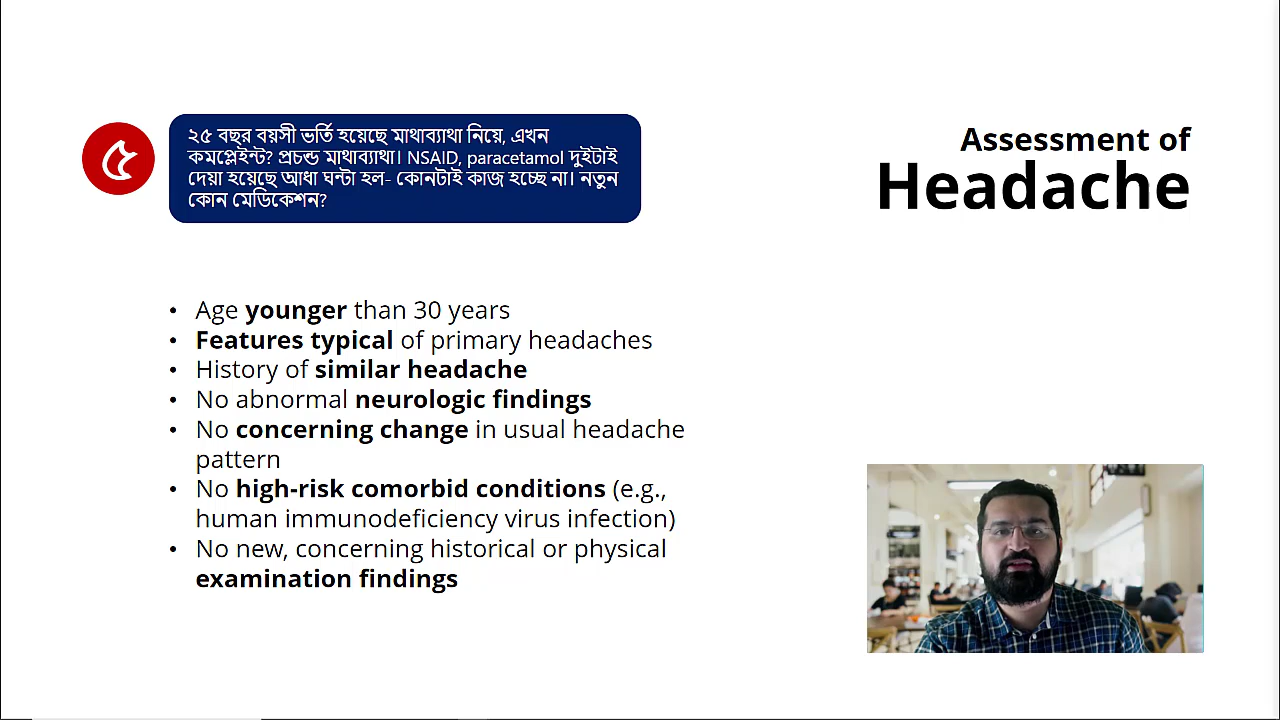 ৫
২৫ বছর বয়সী ভর্তি হয়েছে মাথাব্যাথা নিয়ে, এখন
কমপ্লেইন্ট? প্রচন্ড মাথাব্যাথা। NSAID, paracetamol দুইটাই
দেয়া হয়েছে আধা ঘন্টা হল- কোনটাই কাজ হচ্ছে না। নতুন
কোন মেডিকেশন?
Assessment of
Headache
• Age younger than 30 years
• Features typical of primary headaches
• History of similar headache
• No abnormal neurologic findings
• No concerning change in usual headache
pattern
• No high-risk comorbid conditions (e.g.,
human immunodeficiency virus infection)
• No new, concerning historical or physical
examination findings